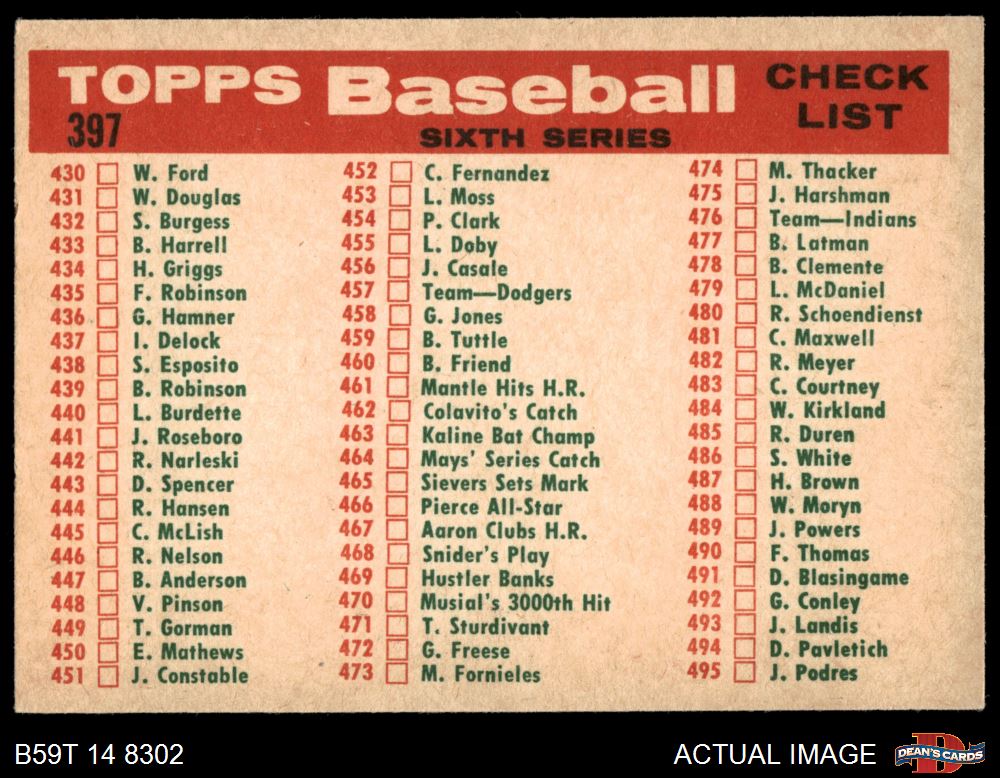 TOPPS Baseball CHECK LIST
397 SIXTH SERIES
430 W. Ford
431 W. Douglas
432 S. Burgess
433 B. Harrell
434 H. Griggs
435 F. Robinson
436 G. Hamner
437 I. Delock
438 S. Esposito
439 B. Robinson
440 L. Burdette
441 J. Roseboro
442 R. Narleski
443 D. Spencer
444 R. Hansen
445 C. McLish
446 R. Nelson
447 B. Anderson
448 V. Pinson
449 T. Gorman
450 E. Mathews
451 J. Constable
452 C. Fernandez
453 L. Moss
454 P. Clark
455 L. Doby
456 J. Casale
457 Team—Dodgers
458 G. Jones
459 B. Tuttle
460 B. Friend
461 Mantle Hits H.R.
462 Colavito's Catch
463 Kaline Bat Champ
464 Mays' Series Catch
465 Sievers Sets Mark
466 Pierce All-Star
467 Aaron Clubs H.R.
468 Snider's Play
469 Hustler Banks
470 Musial's 3000th Hit
471 T. Sturdivant
472 G. Freese
473 M. Fornieles
474 M. Thacker
475 J. Harshman
476 Team—Indians
477 B. Latman
478 B. Clemente
479 L. McDaniel
480 R. Schoendienst
481 C. Maxwell
482 R. Meyer
483 C. Courtney
484 W. Kirkland
485 R. Duren
486 S. White
487 H. Brown
488 W. Moryn
489 J. Powers
490 F. Thomas
491 D. Blasingame
492 G. Conley
493 J. Landis
494 D. Pavletich
495 J. Podres
B59T 14 8302
ACTUAL IMAGE
DEAN'S CARDS